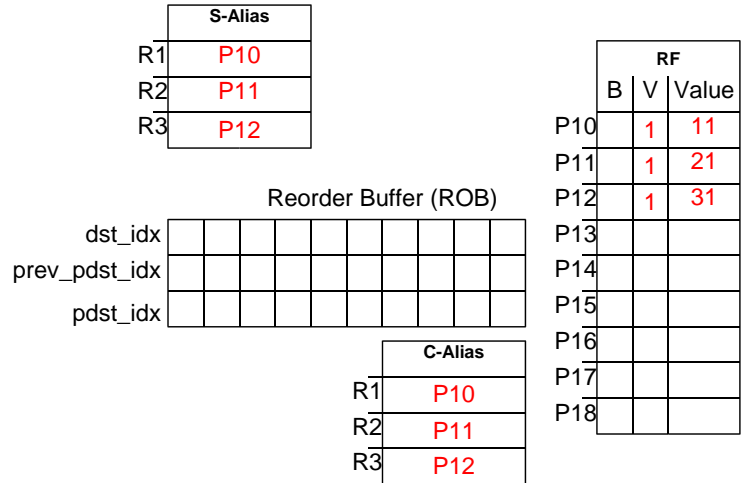 S-Alias
R1 P10
R2 P11
R3 P12
RF
B V Value
P10 1 11
P11 1 21
P12 1 31
P13
P14
P15
P16
P17
P18
Reorder Buffer (ROB)
dst_idx
prev_pdst_idx
pdst_idx
C-Alias
R1 P10
R2 P11
R3 P12